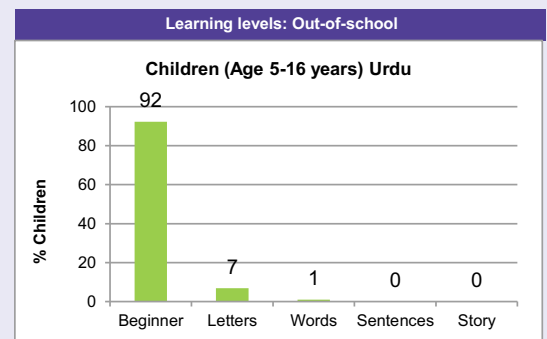 Learning levels: Out-of-school
Children (Age 5-16 years) Urdu
% Children
100
80
60
40
20
0
92
7
1
0
0
Beginner Letters Words Sentences Story